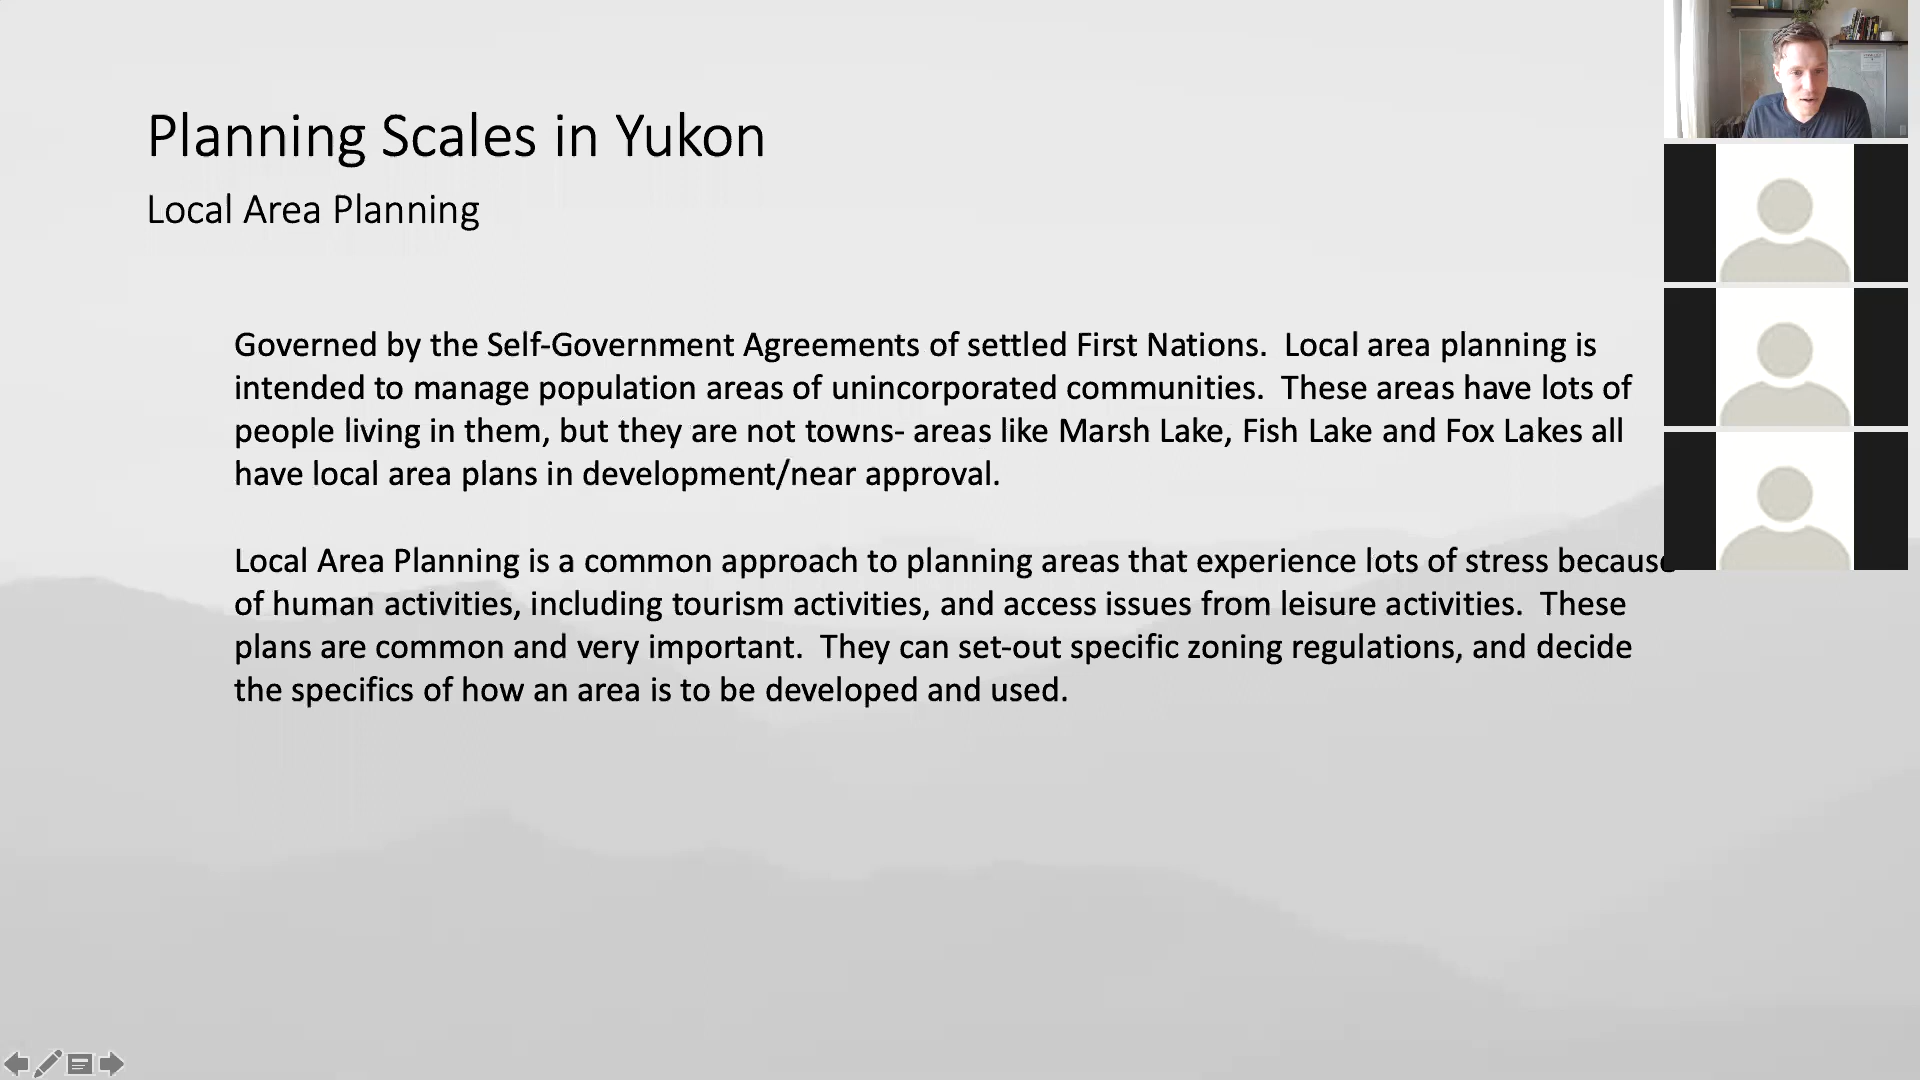 Planning Scales in Yukon
Local Area Planning
Governed by the Self-Government Agreements of settled First Nations.  Local area planning is
intended to manage population areas of unincorporated communities.  These areas have lots of
people living in them, but they are not towns- areas like Marsh Lake, Fish Lake and Fox Lakes all
have local area plans in development/near approval.
Local Area Planning is a common approach to planning areas that experience lots of stress because
of human activities, including tourism activities, and access issues from leisure activities.  These
plans are common and very important.  They can set-out specific zoning regulations, and decide
the specifics of how an area is to be developed and used.